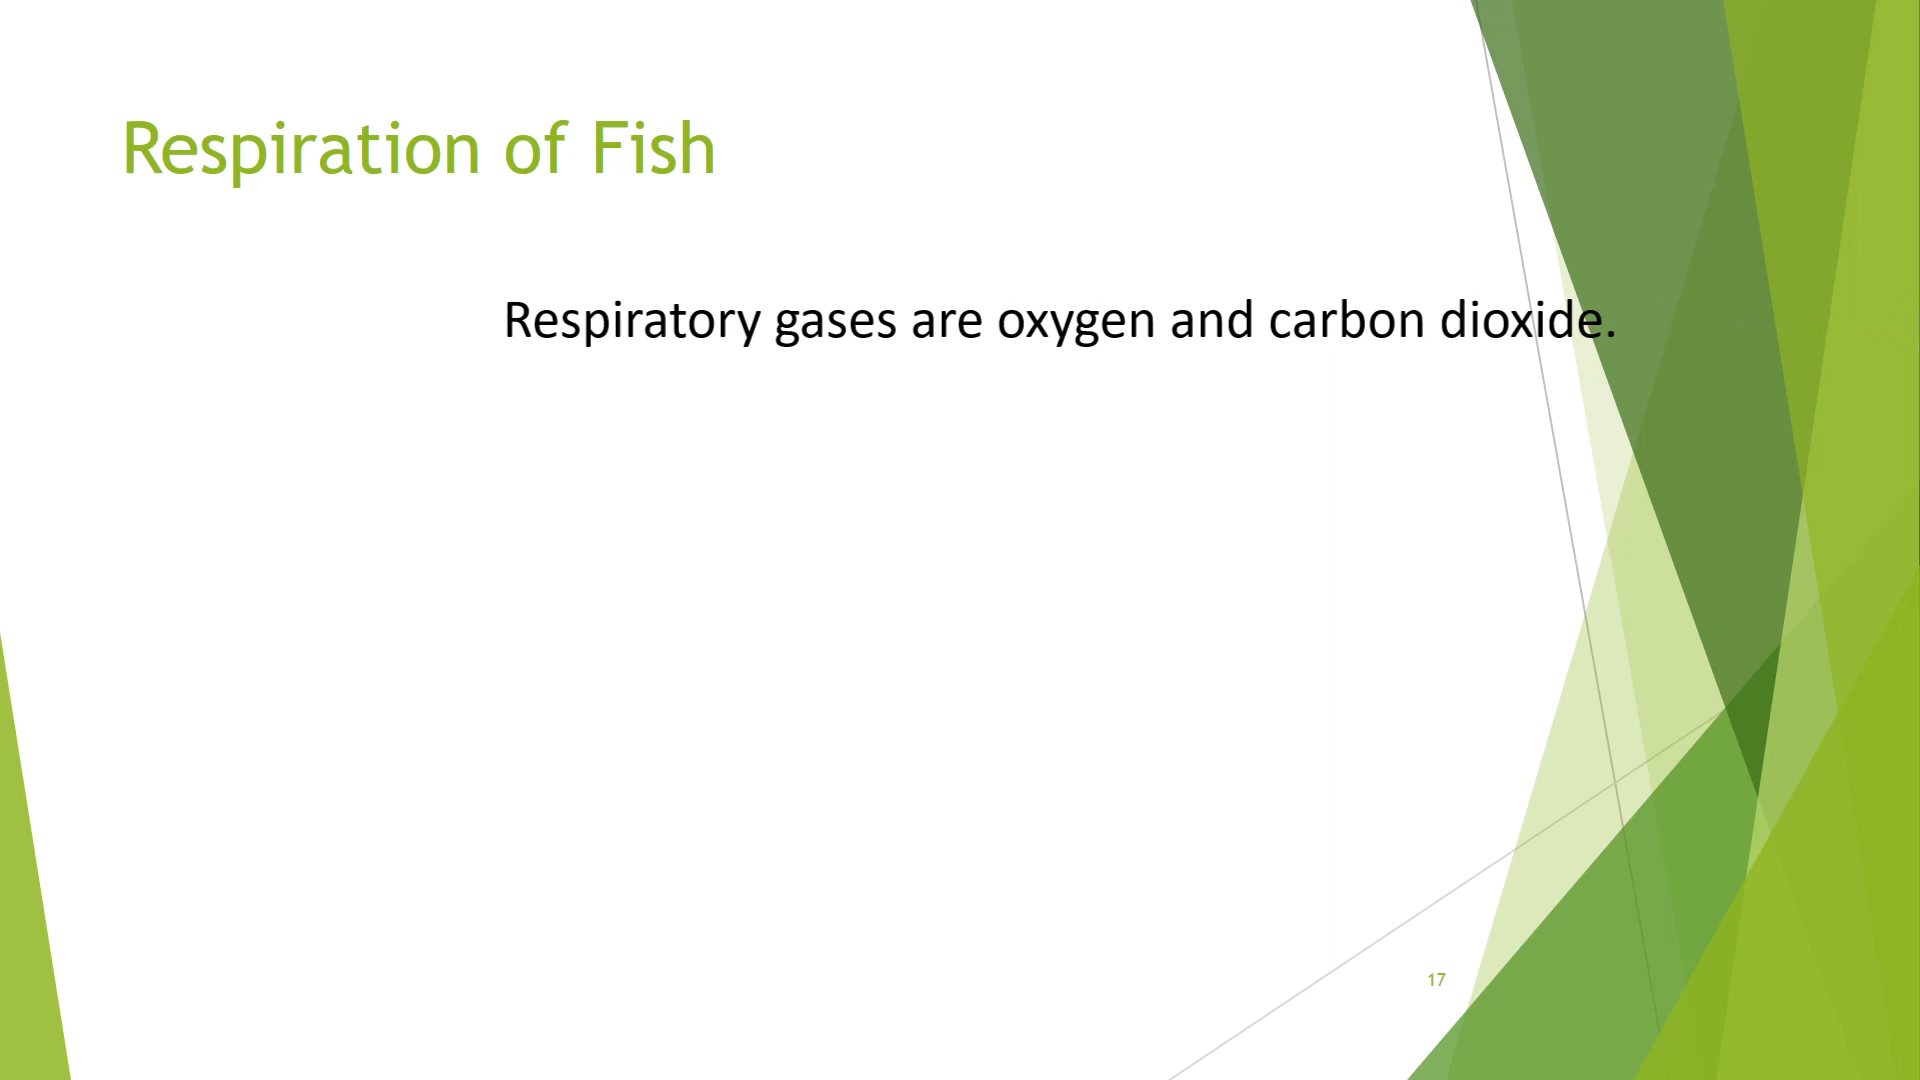 Respiration of Fish
Respiratory gases are oxygen and carbon dioxide.
17